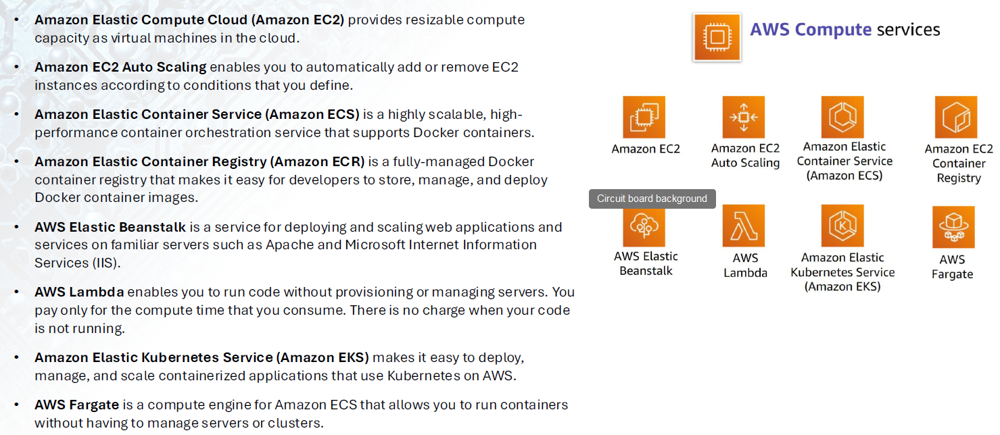 • Amazon Elastic Compute Cloud (Amazon EC2) provides resizable compute
capacity as virtual machines in the cloud.
• Amazon EC2 Auto Scaling enables you to automatically add or remove EC2
instances according to conditions that you define.
• Amazon Elastic Container Service (Amazon ECS) is a highly scalable, high-
performance container orchestration service that supports Docker containers.
• Amazon Elastic Container Registry (Amazon ECR) is a fully-managed Docker
container registry that makes it easy for developers to store, manage, and deploy
Docker container images.
• AWS Elastic Beanstalk is a service for deploying and scaling web applications and
services on familiar servers such as Apache and Microsoft Internet Information
Services (IIS).
• AWS Lambda enables you to run code without provisioning or managing servers. You
pay only for the compute time that you consume. There is no charge when your code
is not running.
• Amazon Elastic Kubernetes Service (Amazon EKS) makes it easy to deploy,
manage, and scale containerized applications that use Kubernetes on AWS.
• AWS Fargate is a compute engine for Amazon ECS that allows you to run containers
without having to manage servers or clusters.
AWS Compute services
Amazon EC2
Amazon EC2
Auto Scaling
Amazon Elastic
Container Service
(Amazon ECS)
Amazon EC2
Container
Registry
Circuit board background
AWS Elastic
Beanstalk
AWS
Lambda
K
Amazon Elastic
Kubernetes Service
(Amazon EKS)
AWS
Fargate